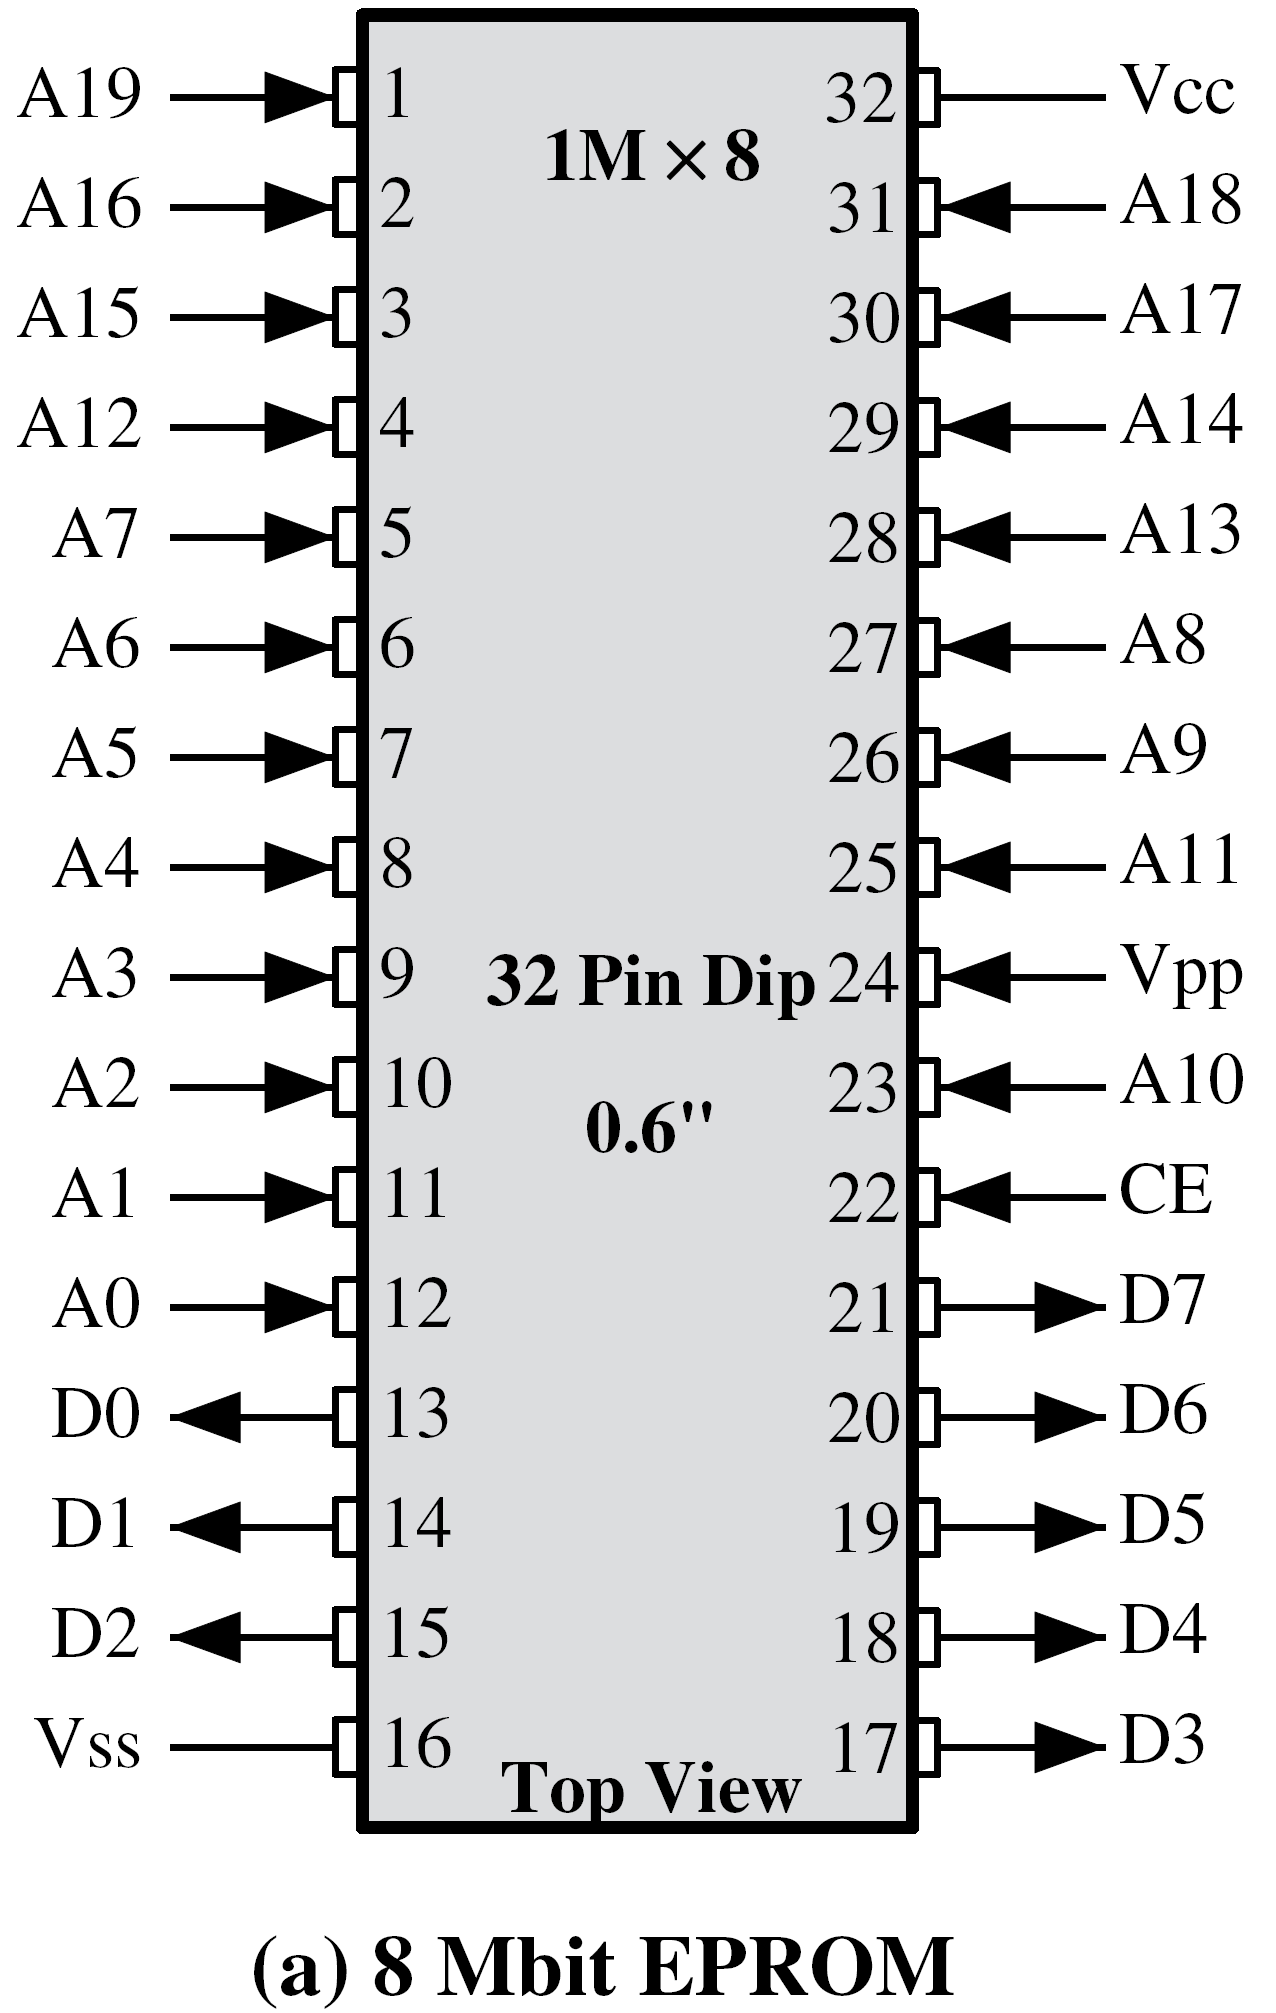 A19 1 32 Vcc
1M × 8
A16 2 31 A18
A15 3 30 A17
A12 4 29 A14
A7 5 28 A13
A6 6 27 A8
A5 7 26 A9
A4 8 25 A11
A3 9 32 Pin Dip 24 Vpp
A2 10 23 A10
0.6"
A1 11 22 CE
A0 12 21 D7
D0 13 20 D6
D1 14 19 D5
D2 15 18 D4
Vss 16 17 D3
Top View
(a) 8 Mbit EPROM